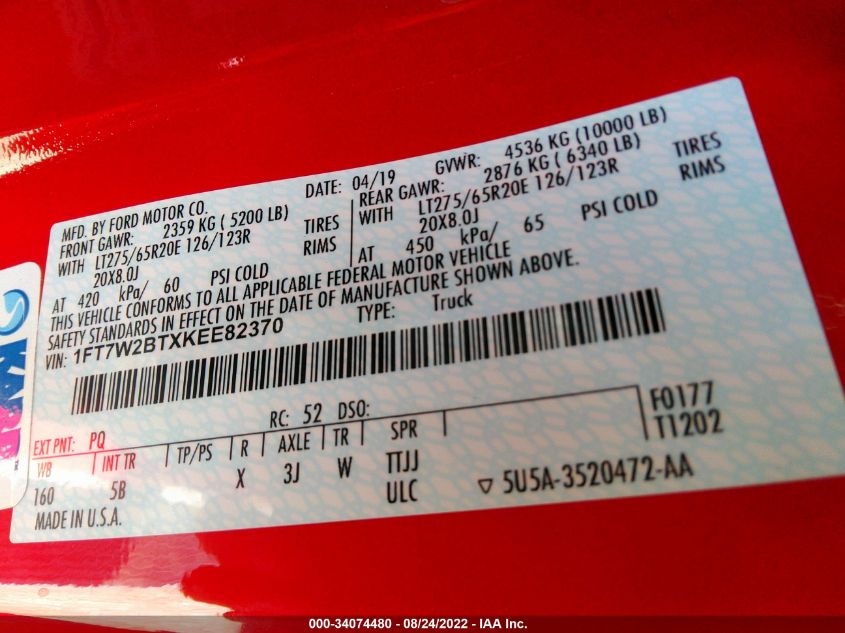 MFD. BY FORD MOTOR CO.
DATE: 04/19
GVWR: 4536 KG (10000 LB)
FRONT GAWR: 2359 KG ( 5200 LB)
WITH LT275/65R20E 126/123R TIRES
20X8.0J RIMS
AT 420 kPa/ 60 PSI COLD
REAR GAWR: 2876 KG ( 6340 LB)
WITH LT275/65R20E 126/123R TIRES
20X8.0J RIMS
AT 450 kPa/ 65 PSI COLD
THIS VEHICLE CONFORMS TO ALL APPLICABLE FEDERAL MOTOR VEHICLE
SAFETY STANDARDS IN EFFECT ON THE DATE OF MANUFACTURE SHOWN ABOVE.
VIN: 1FT7W2BTXKEE82370
TYPE: Truck
F0177
T1202
EXT PNT: PQ RC: 52 DSO:
WB INT TR TP/PS R AXLE TR SPR
160 5B X 3J W TTJJ
ULC
▽ 5U5A-3520472-AA
MADE IN U.S.A.
000-34074480 - 08/24/2022 - IAA Inc.